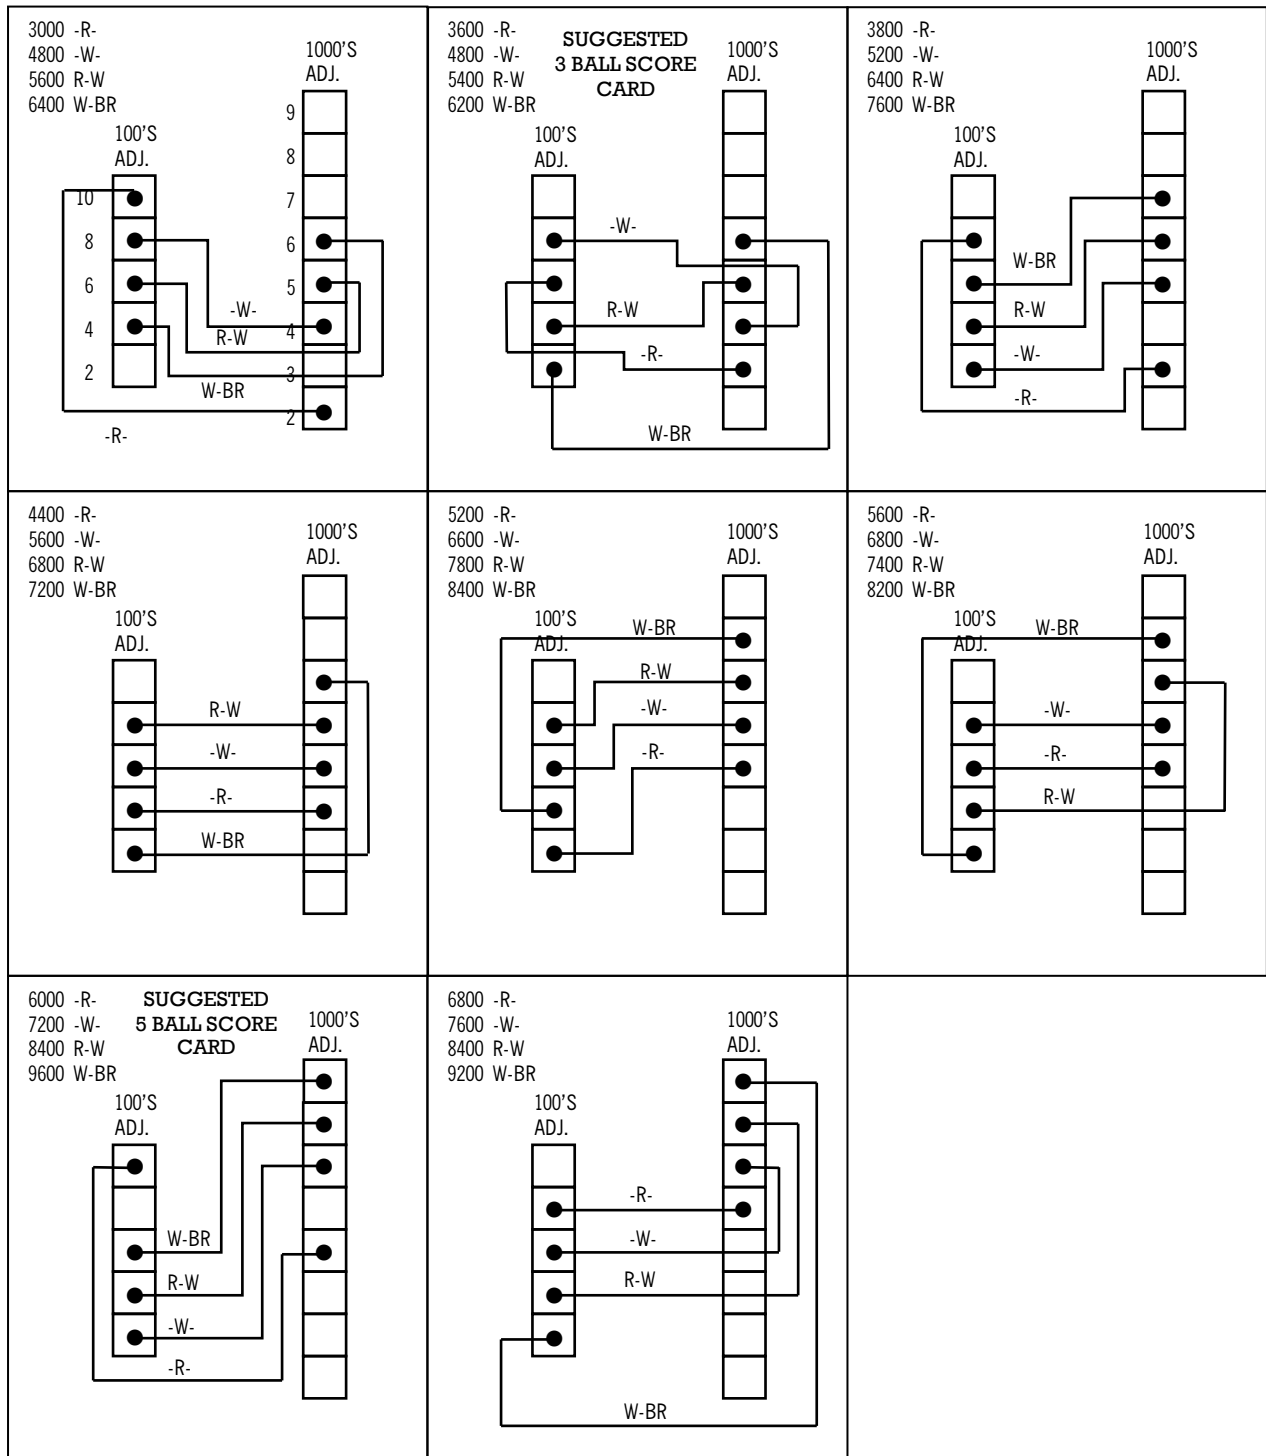 3000 -R-
4800 -W-
5600 R-W
6400 W-BR
1000'S
ADJ.
100'S
ADJ.
9
8
7
6
5
4
3
2
10
8
6
4
2
-W-
R-W
W-BR
-R-
3600 -R-
4800 -W-
5400 R-W
6200 W-BR
SUGGESTED
3 BALL SCORE
CARD
1000'S
ADJ.
100'S
ADJ.
-W-
R-W
-R-
W-BR
3800 -R-
5200 -W-
6400 R-W
7600 W-BR
1000'S
ADJ.
100'S
ADJ.
W-BR
R-W
-W-
-R-
4400 -R-
5600 -W-
6800 R-W
7200 W-BR
1000'S
ADJ.
100'S
ADJ.
R-W
-W-
-R-
W-BR
5200 -R-
6600 -W-
7800 R-W
8400 W-BR
1000'S
ADJ.
100'S
ADJ.
W-BR
R-W
-W-
-R-
5600 -R-
6800 -W-
7400 R-W
8200 W-BR
1000'S
ADJ.
100'S
ADJ.
W-BR
-W-
-R-
R-W
6000 -R-
7200 -W-
8400 R-W
9600 W-BR
SUGGESTED
5 BALL SCORE
CARD
1000'S
ADJ.
100'S
ADJ.
W-BR
R-W
-W-
-R-
6800 -R-
7600 -W-
8400 R-W
9200 W-BR
1000'S
ADJ.
100'S
ADJ.
-R-
-W-
R-W
W-BR